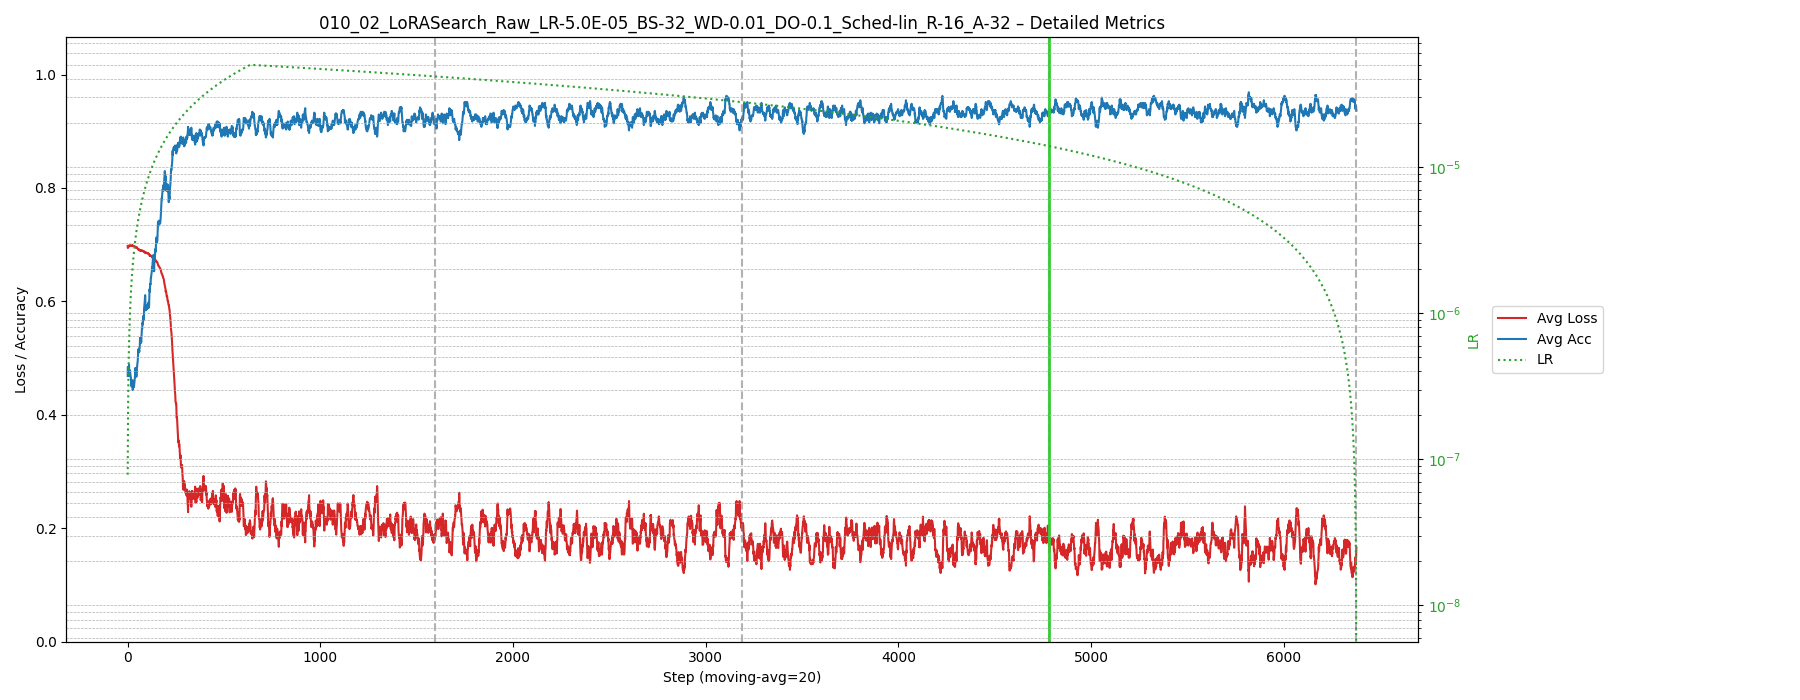 010_02_LoRASearch_Raw_LR-5.0E-05_BS-32_WD-0.01_DO-0.1_Sched-lin_R-16_A-32 – Detailed Metrics
Loss / Accuracy
1.0
0.8
0.6
0.4
0.2
0.0
0
1000
2000
3000
4000
5000
6000
Step (moving-avg=20)
10⁻⁵
10⁻⁶
10⁻⁷
10⁻⁸
LR
Avg Loss
Avg Acc
LR